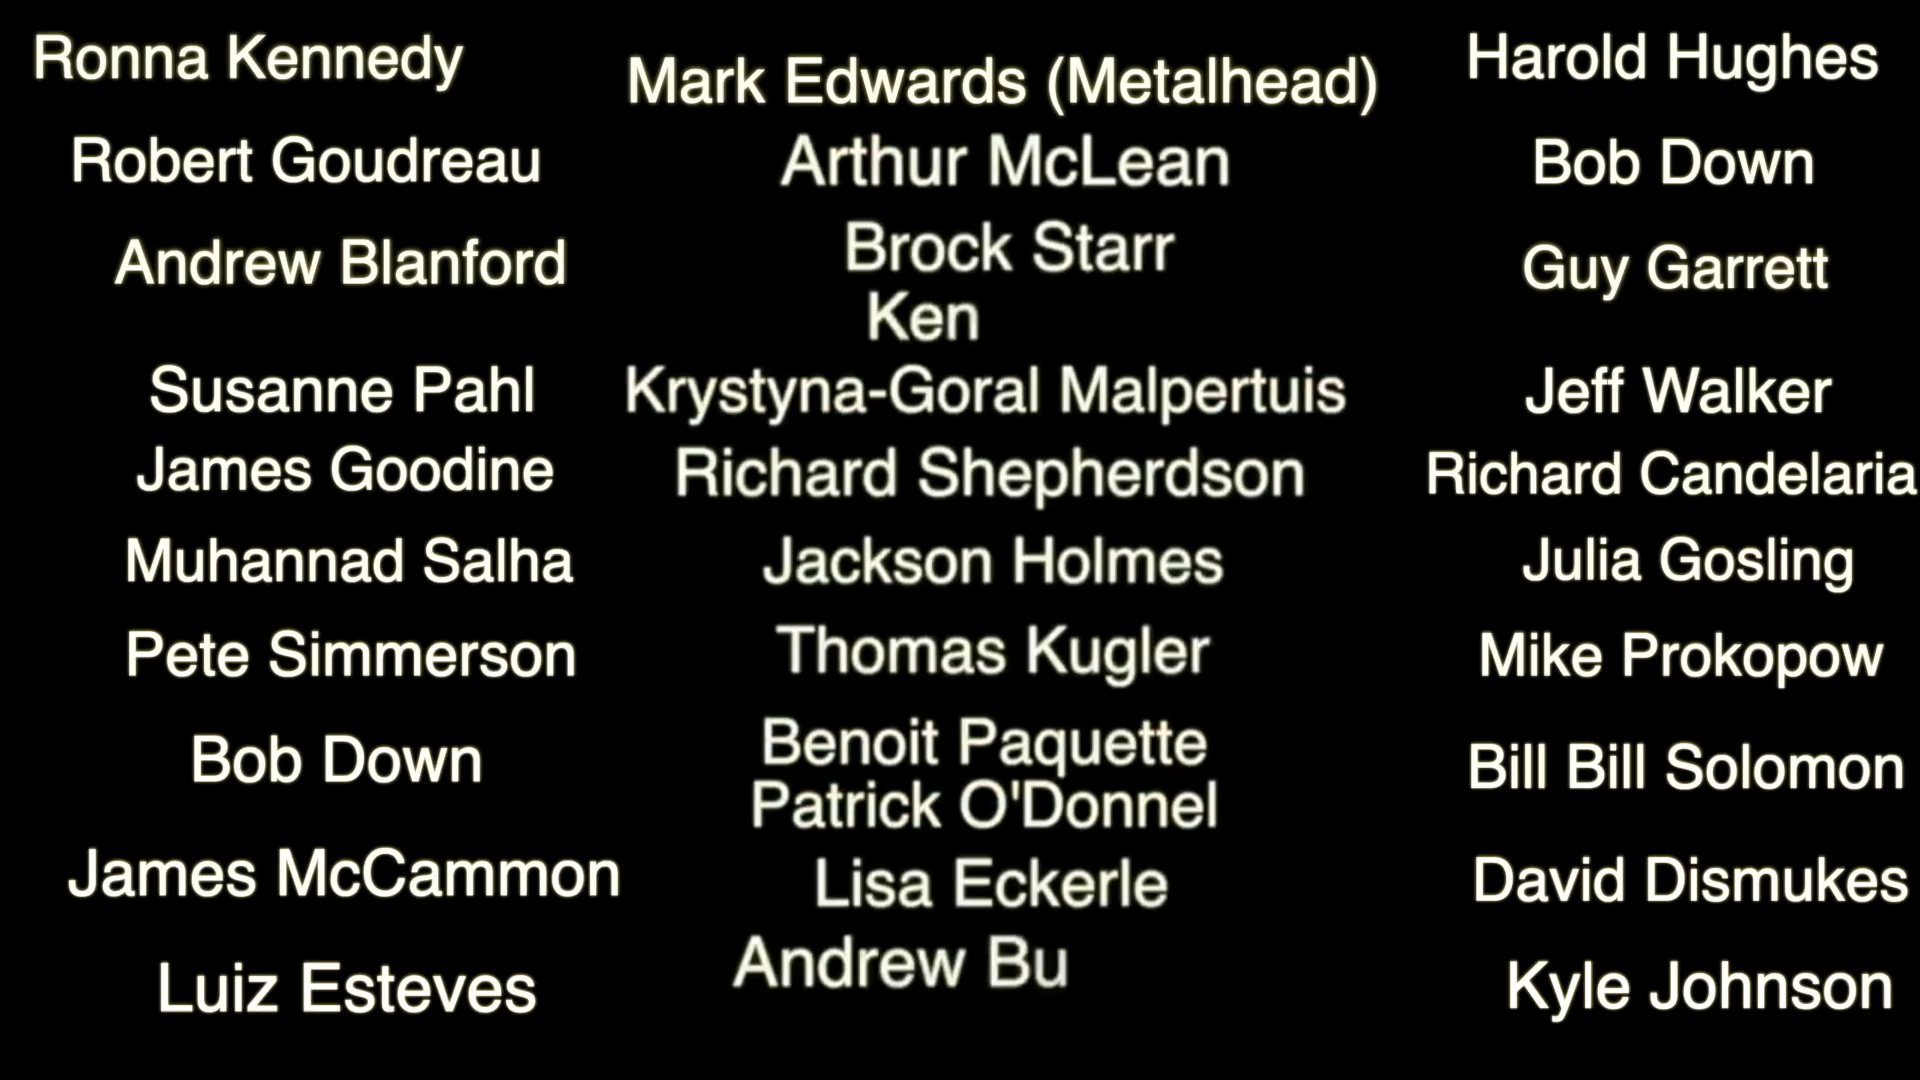 Ronna Kennedy
Robert Goudreau
Andrew Blanford
Susanne Pahl
James Goodine
Muhannad Salha
Pete Simmerson
Bob Down
James McCammon
Luiz Esteves
Mark Edwards (Metalhead)
Arthur McLean
Brock Starr
Ken
Krystyna-Goral Malpertuis
Richard Shepherdson
Jackson Holmes
Thomas Kugler
Benoit Paquette
Patrick O'Donnel
Lisa Eckerle
Andrew Bu
Harold Hughes
Bob Down
Guy Garrett
Jeff Walker
Richard Candelaria
Julia Gosling
Mike Prokopow
Bill Bill Solomon
David Dismukes
Kyle Johnson